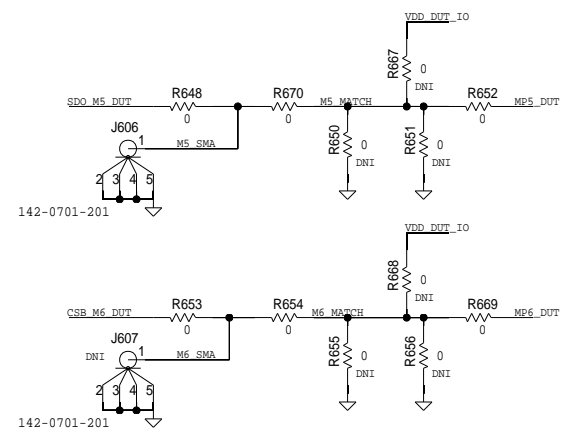 VDD_DUT_IO
R667
0
DNI
SDO_M5_DUT
R648
0
R670
0
M5_MATCH
R652
0
MP5_DUT
J606
1
M5_SMA
R650
0
DNI
R651
0
DNI
2 3 4 5
142-0701-201
VDD_DUT_IO
R668
0
DNI
CSB_M6_DUT
R653
0
R654
0
M6_MATCH
R669
0
MP6_DUT
J607
DNI
1
M6_SMA
R655
0
DNI
R656
0
DNI
2 3 4 5
142-0701-201